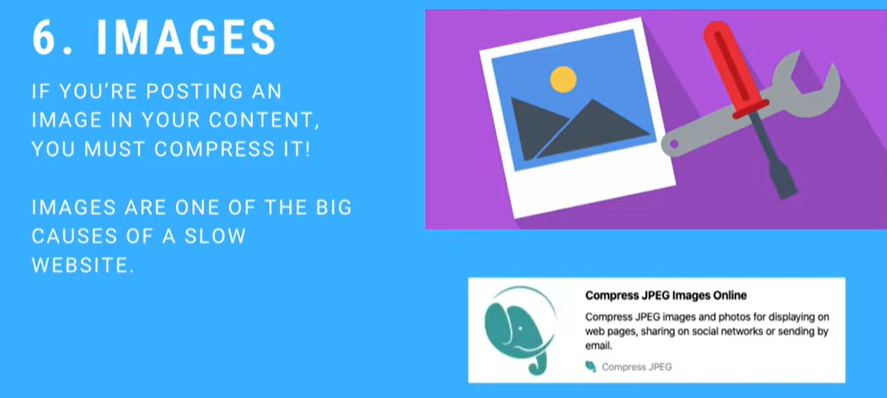 6. IMAGES
IF YOU'RE POSTING AN
IMAGE IN YOUR CONTENT,
YOU MUST COMPRESS IT!
IMAGES ARE ONE OF THE BIG
CAUSES OF A SLOW
WEBSITE.
Compress JPEG Images Online
Compress JPEG images and photos for displaying on
web pages, sharing on social networks or sending by
email.
Compress JPEG